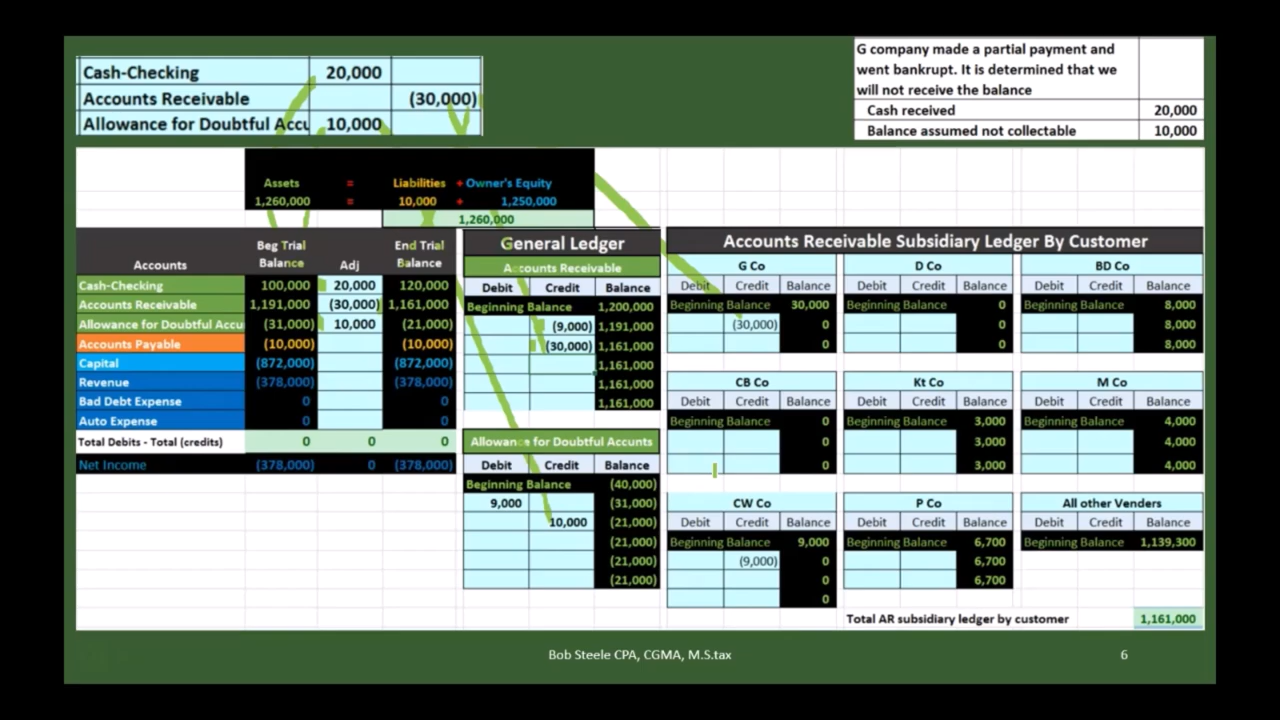 Cash-Checking 20,000
Accounts Receivable (30,000)
Allowance for Doubtful Accu 10,000
G company made a partial payment and
went bankrupt. It is determined that we
will not receive the balance
Cash received 20,000
Balance assumed not collectable 10,000
Assets = Liabilities + Owner's Equity
1,260,000 = 10,000 + 1,250,000
1,260,000
Accounts Beg Trial Balance Adj End Trial Balance
Cash-Checking 100,000 20,000 120,000
Accounts Receivable 1,191,000 (30,000) 1,161,000
Allowance for Doubtful Accu (31,000) 10,000 (21,000)
Accounts Payable (10,000) (10,000)
Capital (872,000) (872,000)
Revenue (378,000) (378,000)
Bad Debt Expense 0 0
Auto Expense 0 0
Total Debits - Total (credits) 0 0 0
Net Income (378,000) 0 (378,000)
General Ledger
Accounts Receivable
Debit Credit Balance
Beginning Balance 1,200,000
(9,000) 1,191,000
(30,000) 1,161,000
1,161,000
1,161,000
1,161,000
Allowance for Doubtful Accunts
Debit Credit Balance
Beginning Balance (40,000)
9,000 (31,000)
10,000 (21,000)
(21,000)
(21,000)
(21,000)
Accounts Receivable Subsidiary Ledger By Customer
G Co
Debit Credit Balance
Beginning Balance 30,000
(30,000) 0
0
D Co
Debit Credit Balance
Beginning Balance 0
0
0
BD Co
Debit Credit Balance
Beginning Balance 8,000
8,000
8,000
CB Co
Debit Credit Balance
Beginning Balance 0
0
0
Kt Co
Debit Credit Balance
Beginning Balance 3,000
3,000
3,000
M Co
Debit Credit Balance
Beginning Balance 4,000
4,000
4,000
CW Co
Debit Credit Balance
Beginning Balance 9,000
(9,000) 0
0
0
P Co
Debit Credit Balance
Beginning Balance 6,700
6,700
6,700
All other Venders
Debit Credit Balance
Beginning Balance 1,139,300
Total AR subsidiary ledger by customer 1,161,000
Bob Steele CPA, CGMA, M.S.tax 6